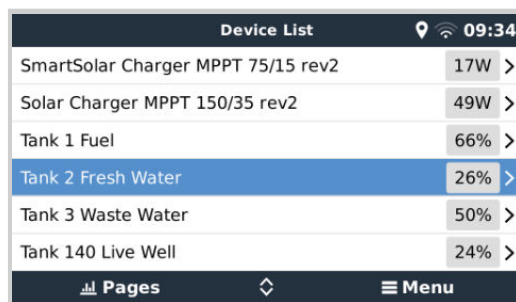 Device List 09:34
SmartSolar Charger MPPT 75/15 rev2 17W
Solar Charger MPPT 150/35 rev2 49W
Tank 1 Fuel 66%
Tank 2 Fresh Water 26%
Tank 3 Waste Water 50%
Tank 140 Live Well 24%
Pages Menu